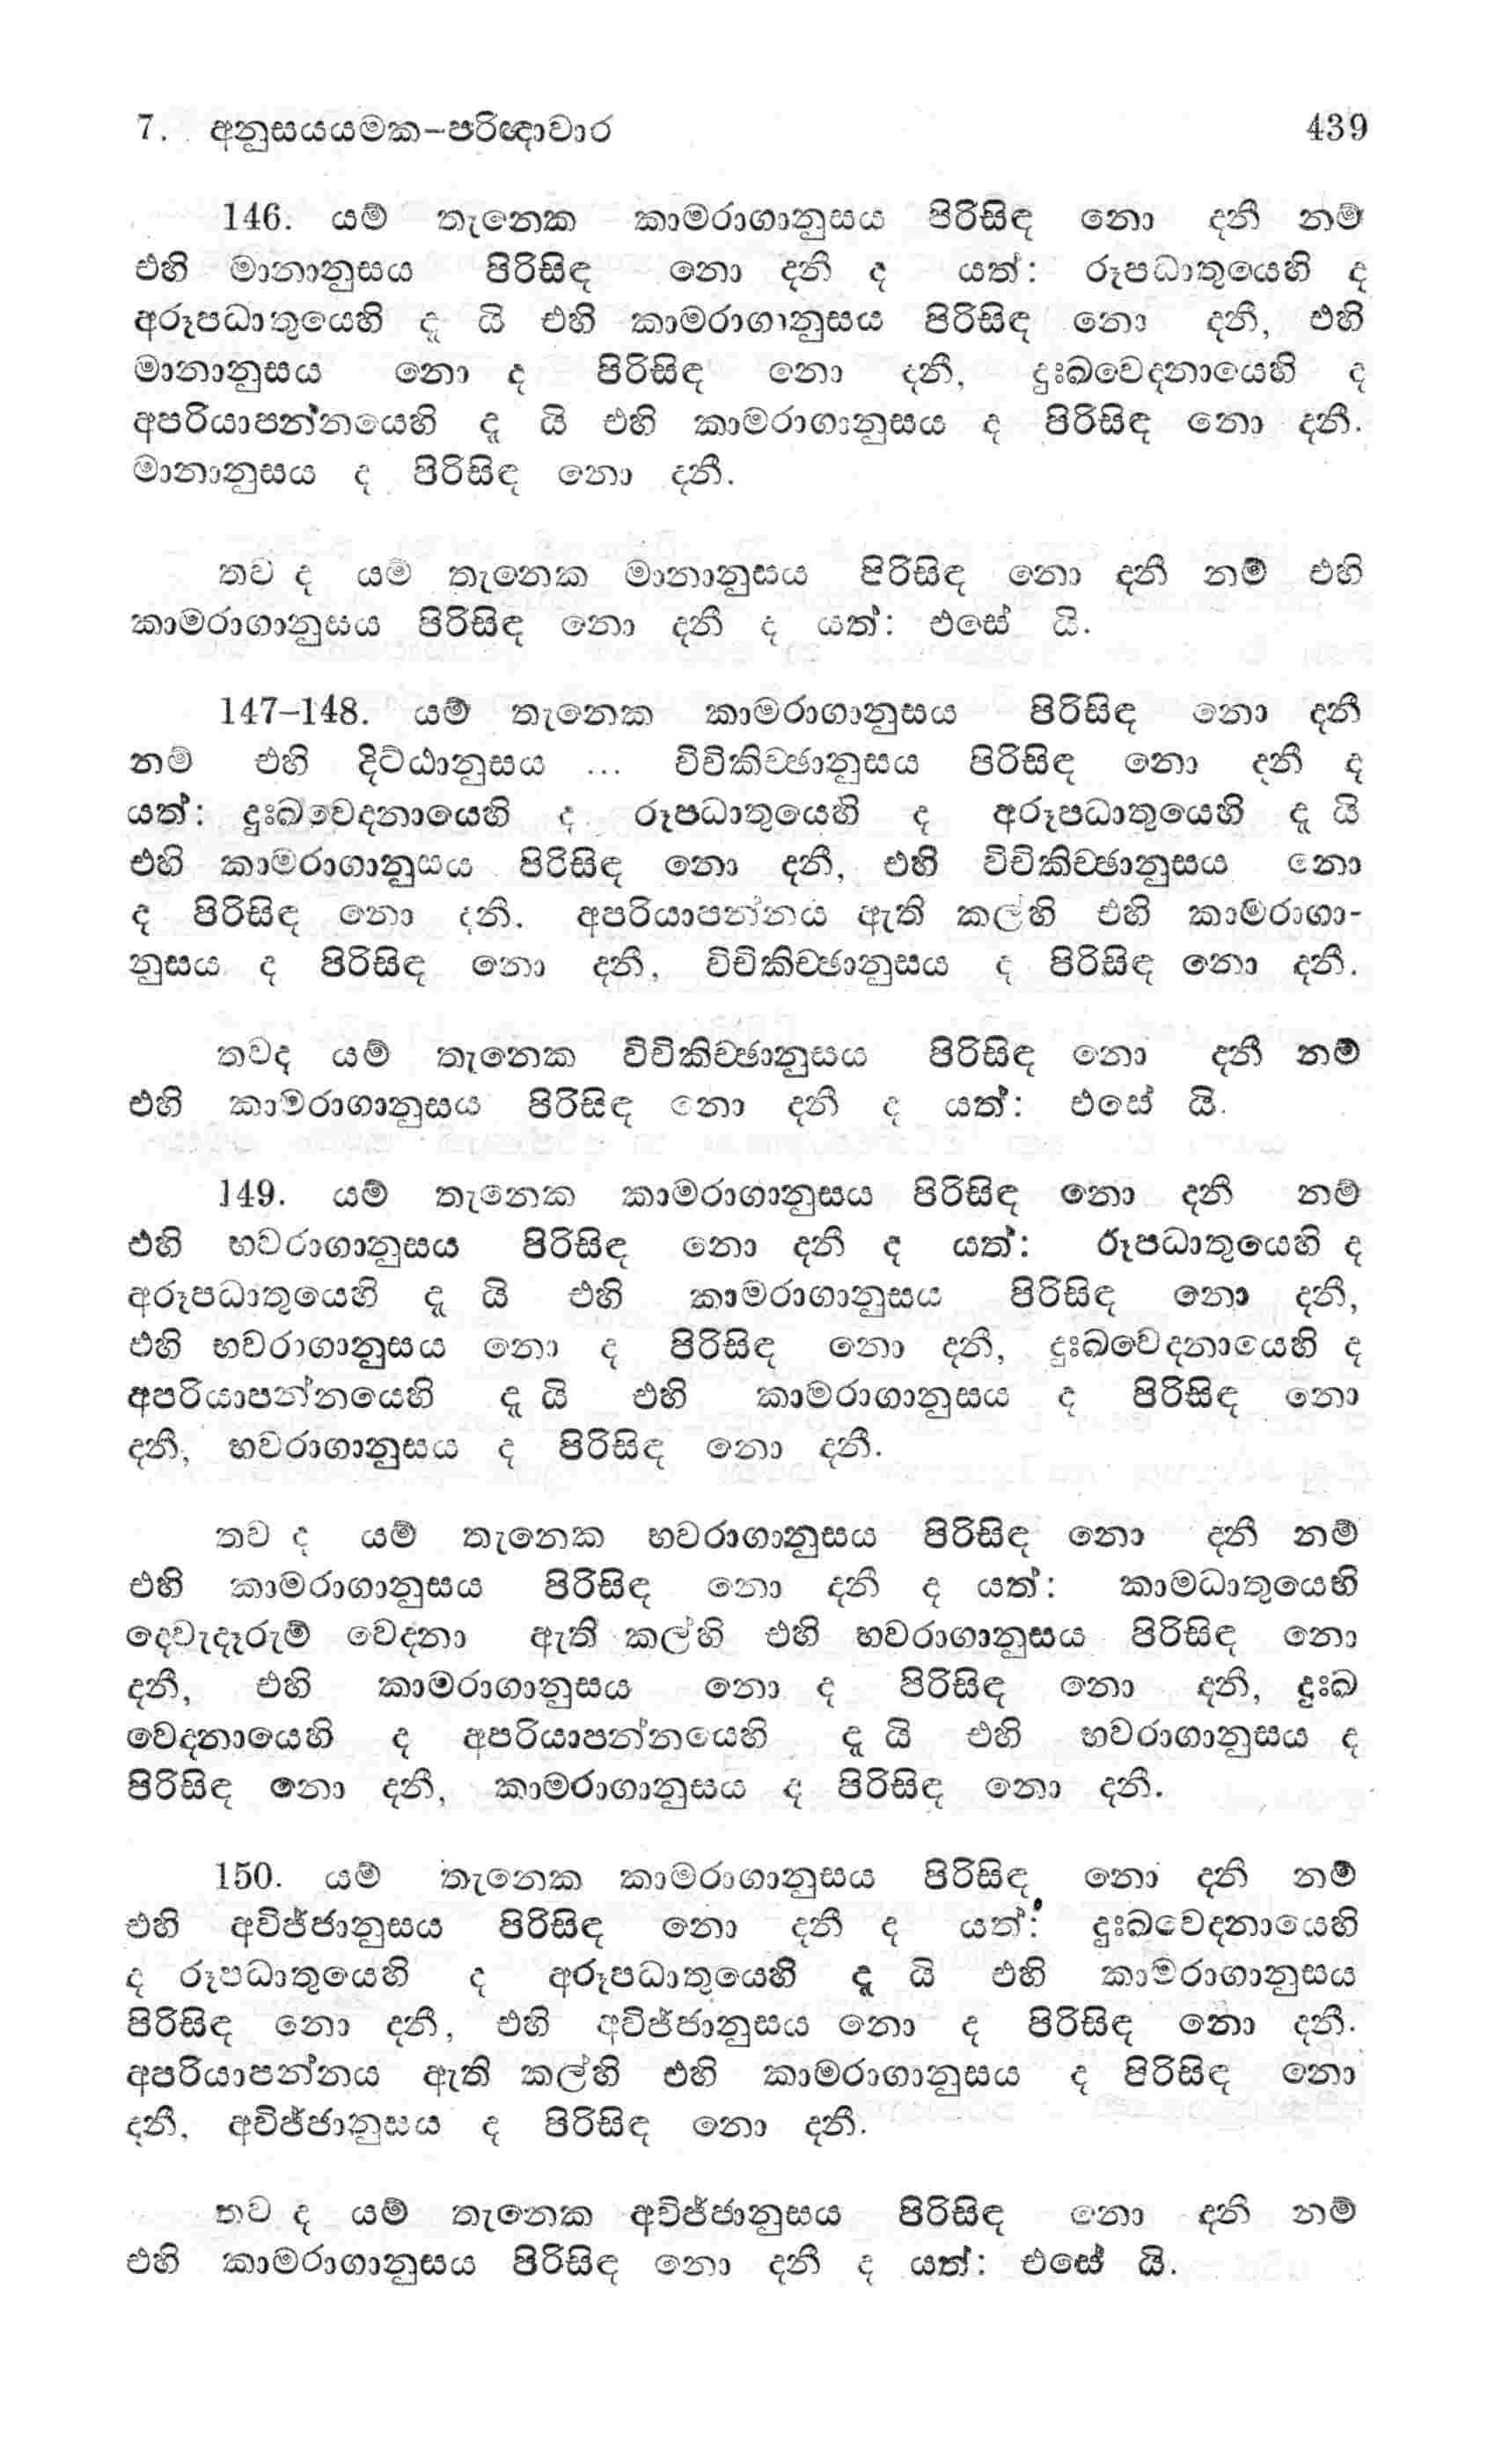 7. අනුසයයමක–පරිඤාවාර 439
146. යම් තැනෙක කාමරාගානුසය පිරිසිඳ නො දනී නම්
එහි මානානුසය පිරිසිඳ නො දනී ද යත්: රූපධාතුයෙහි ද
අරූපධාතුයෙහි දූ යි එහි කාමරාගානුසය පිරිසිඳ නො දනී, එහි
මානානුසය නො ද පිරිසිඳ නො දනී, දුඃඛවෙදනායෙහි ද
අපරියාපන්නයෙහි දූ යි එහි කාමරාගානුසය ද පිරිසිඳ නො දනී.
මානානුසය ද පිරිසිඳ නො දනී.
තව ද යම් තැනෙක මානානුසය පිරිසිඳ නො දනී නම් එහි
කාමරාගානුසය පිරිසිඳ නො දනී ද යත්: එසේ යි.
147–148. යම් තැනෙක කාමරාගානුසය පිරිසිඳ නො දනී
නම් එහි දිට්ඨානුසය ... විචිකිච්ඡානුසය පිරිසිඳ නො දනී ද
යත්: දුඃඛවෙදනායෙහි ද රූපධාතුයෙහි ද අරූපධාතුයෙහි දූ යි
එහි කාමරාගානුසය පිරිසිඳ නො දනී, එහි විචිකිච්ඡානුසය නො
ද පිරිසිඳ නො දනී. අපරියාපන්නය ඇති කල්හි එහි කාමරාගා-
නුසය ද පිරිසිඳ නො දනී, විචිකිච්ඡානුසය ද පිරිසිඳ නො දනී.
තවද යම් තැනෙක විචිකිච්ඡානුසය පිරිසිඳ නො දනී නම්
එහි කාමරාගානුසය පිරිසිඳ නො දනී ද යත්: එසේ යි.
149. යම් තැනෙක කාමරාගානුසය පිරිසිඳ නො දනී නම්
එහි භවරාගානුසය පිරිසිඳ නො දනී ද යත්: රූපධාතුයෙහි ද
අරූපධාතුයෙහි දූ යි එහි කාමරාගානුසය පිරිසිඳ නො දනී,
එහි භවරාගානුසය නො ද පිරිසිඳ නො දනී, දුඃඛවෙදනායෙහි ද
අපරියාපන්නයෙහි දූ යි එහි කාමරාගානුසය ද පිරිසිඳ නො
දනී, භවරාගානුසය ද පිරිසිඳ නො දනී.
තව ද යම් තැනෙක භවරාගානුසය පිරිසිඳ නො දනී නම්
එහි කාමරාගානුසය පිරිසිඳ නො දනී ද යත්: කාමධාතුයෙහි
දෙවැදෑරුම් වෙදනා ඇති කල්හි එහි භවරාගානුසය පිරිසිඳ නො
දනී, එහි කාමරාගානුසය නො ද පිරිසිඳ නො දනී, දුඃඛ
වෙදනායෙහි ද අපරියාපන්නයෙහි දූ යි එහි භවරාගානුසය ද
පිරිසිඳ නො දනී, කාමරාගානුසය ද පිරිසිඳ නො දනී.
150. යම් තැනෙක කාමරාගානුසය පිරිසිඳ නො දනී නම්
එහි අවිජ්ජානුසය පිරිසිඳ නො දනී ද යත්: දුඃඛවෙදනායෙහි
ද රූපධාතුයෙහි ද අරූපධාතුයෙහි දූ යි එහි කාමරාගානුසය
පිරිසිඳ නො දනී, එහි අවිජ්ජානුසය නො ද පිරිසිඳ නො දනී.
අපරියාපන්නය ඇති කල්හි එහි කාමරාගානුසය ද පිරිසිඳ නො
දනී, අවිජ්ජානුසය ද පිරිසිඳ නො දනී.
තව ද යම් තැනෙක අවිජ්ජානුසය පිරිසිඳ නො දනී නම්
එහි කාමරාගානුසය පිරිසිඳ නො දනී ද යත්: එසේ යි.